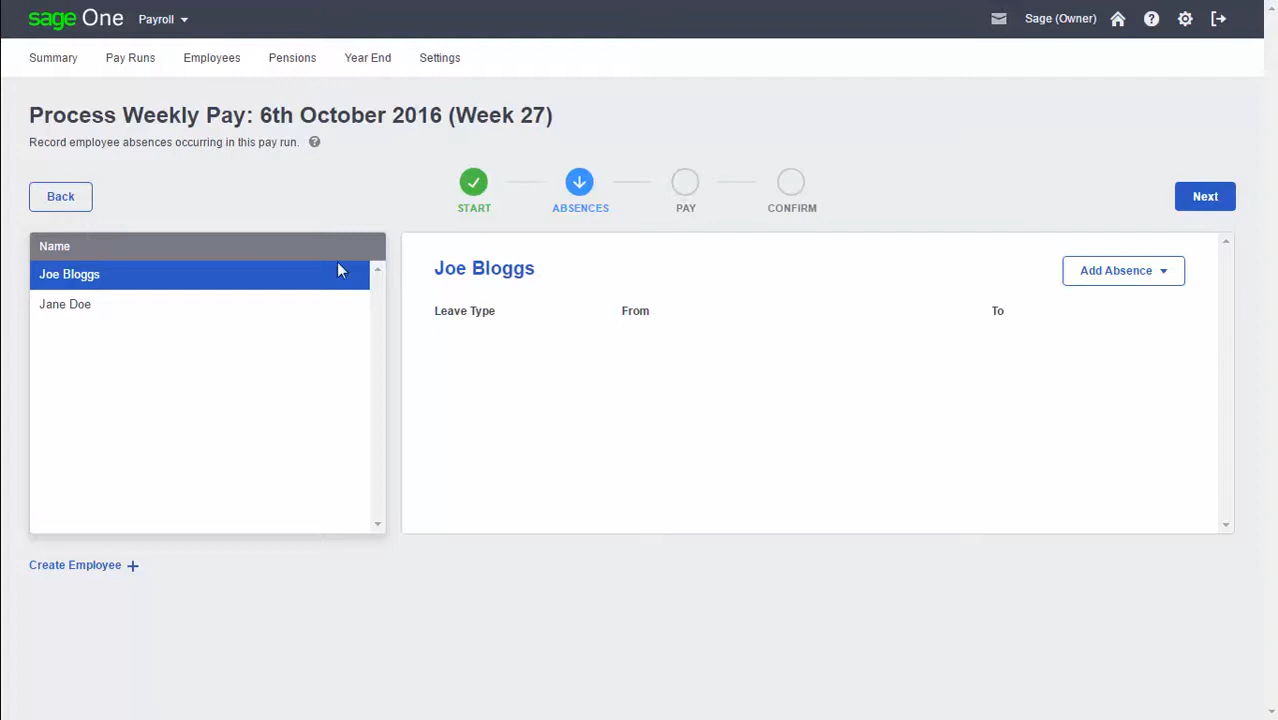 sage One Payroll Sage (Owner)
Summary Pay Runs Employees Pensions Year End Settings
Process Weekly Pay: 6th October 2016 (Week 27)
Record employee absences occurring in this pay run. ?
Back
START ABSENCES PAY CONFIRM
Next
Name
Joe Bloggs
Jane Doe
Create Employee +
Joe Bloggs
Add Absence
Leave Type From To